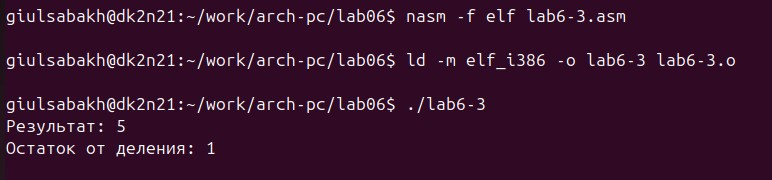 giulsabakh@dk2n21:~/work/arch-pc/lab06$ nasm -f elf lab6-3.asm
giulsabakh@dk2n21:~/work/arch-pc/lab06$ ld -m elf_i386 -o lab6-3 lab6-3.o
giulsabakh@dk2n21:~/work/arch-pc/lab06$ ./lab6-3
Результат: 5
Остаток от деления: 1